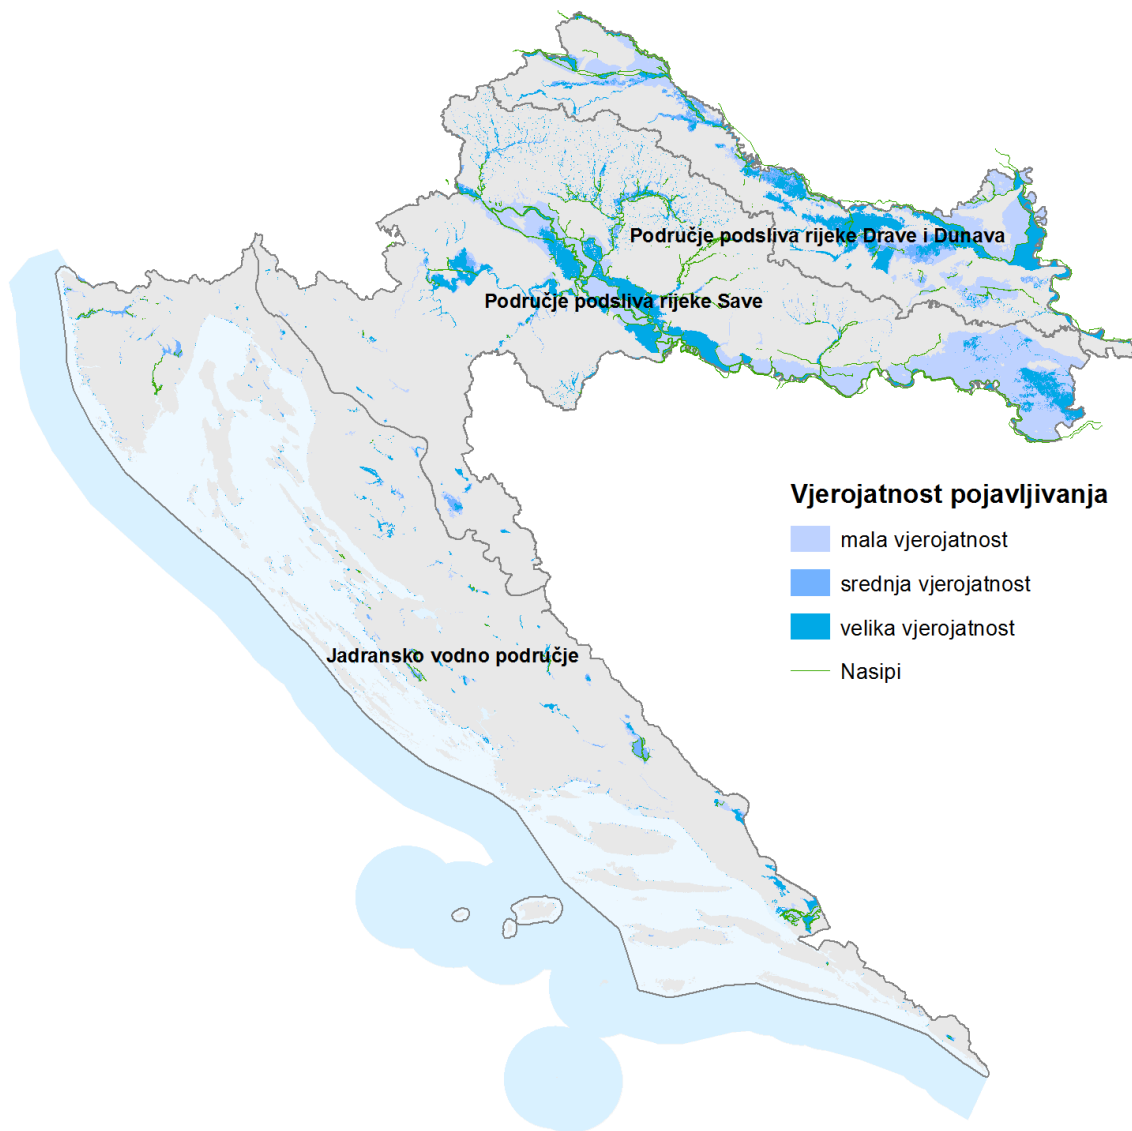 Područje podsliva rijeke Drave i Dunava
Područje podsliva rijeke Save
Vjerojatnost pojavljivanja
mala vjerojatnost
srednja vjerojatnost
velika vjerojatnost
Nasipi
Jadransko vodno područje